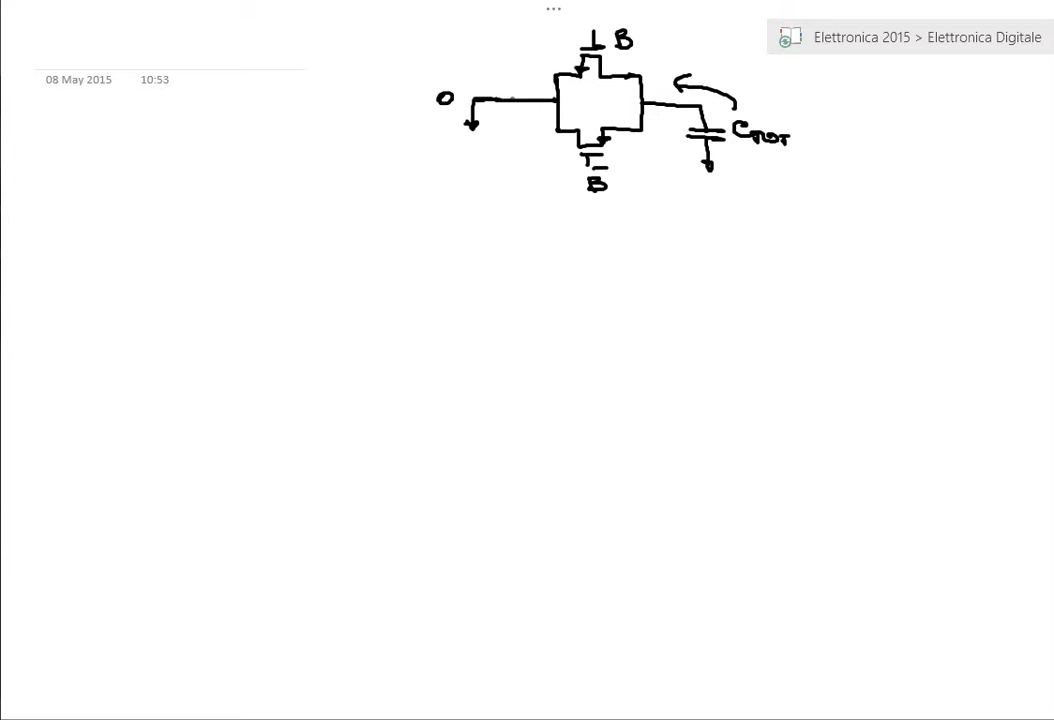 Elettronica 2015 > Elettronica Digitale
08 May 2015 10:53
B
0
CTOT
B̅